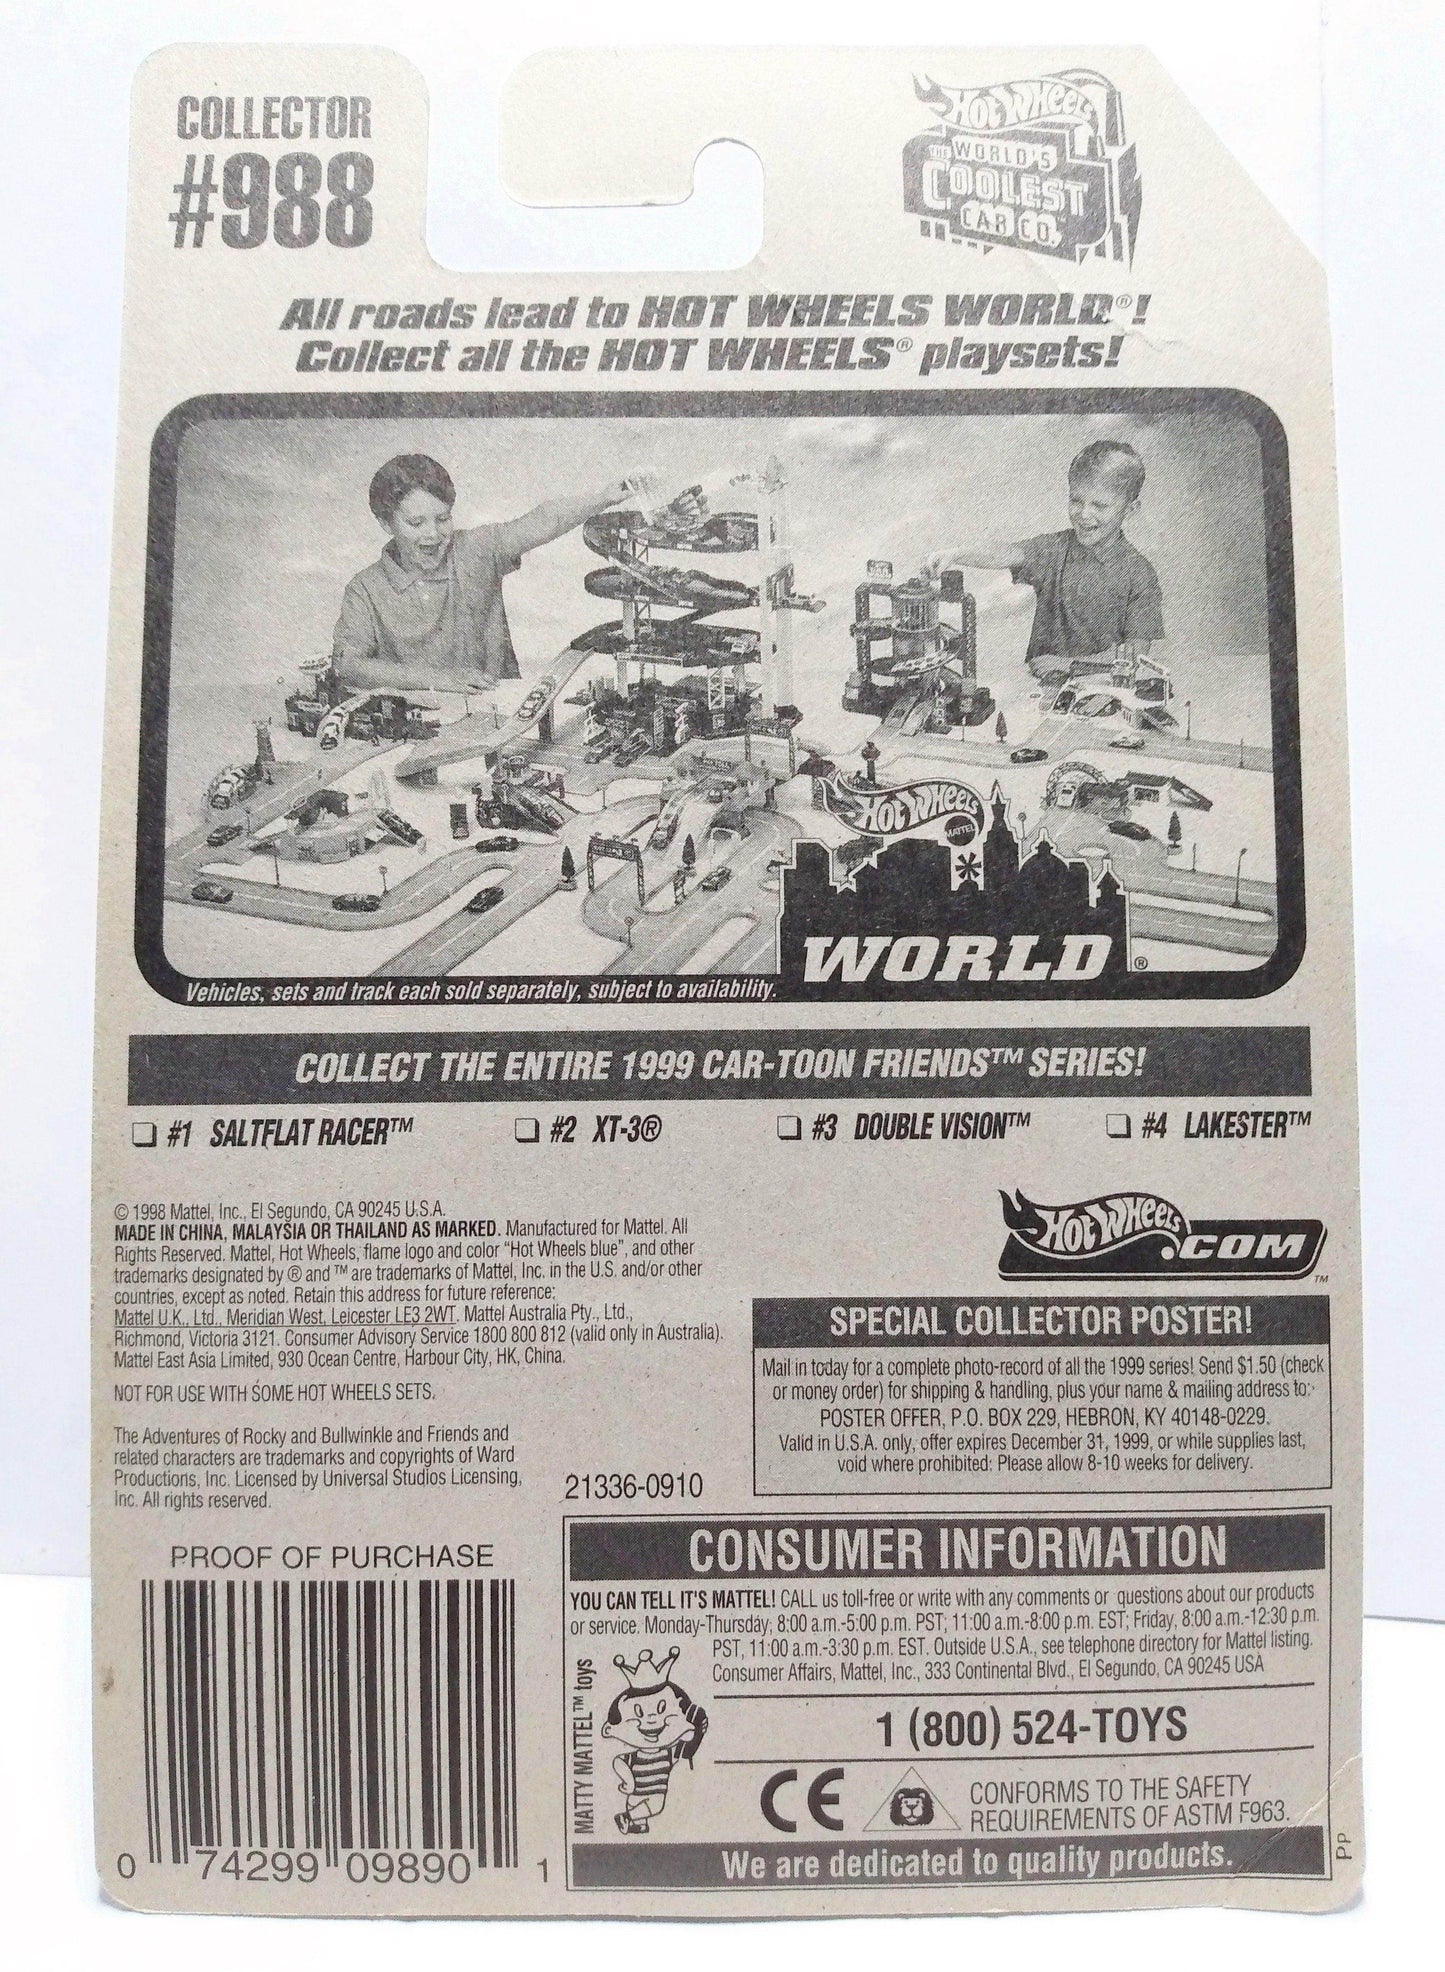 COLLECTOR
#988
HOT WHEELS
THE WORLD'S
COOLEST
CAR CO.
All roads lead to HOT WHEELS WORLD®!
Collect all the HOT WHEELS® playsets!
HOT WHEELS
MATTEL
WORLD®
Vehicles, sets and track each sold separately, subject to availability.
COLLECT THE ENTIRE 1999 CAR-TOON FRIENDS™ SERIES!
❑ #1 SALTFLAT RACER™ ❑ #2 XT-3® ❑ #3 DOUBLE VISION™ ❑ #4 LAKESTER™
© 1998 Mattel, Inc., El Segundo, CA 90245 U.S.A.
MADE IN CHINA, MALAYSIA OR THAILAND AS MARKED. Manufactured for Mattel. All
Rights Reserved. Mattel, Hot Wheels, flame logo and color “Hot Wheels blue”, and other
trademarks designated by ® and ™ are trademarks of Mattel, Inc. in the U.S. and/or other
countries, except as noted. Retain this address for future reference:
Mattel U.K., Ltd., Meridian West, Leicester LE3 2WT. Mattel Australia Pty., Ltd.,
Richmond, Victoria 3121. Consumer Advisory Service 1800 800 812 (valid only in Australia).
Mattel East Asia Limited, 930 Ocean Centre, Harbour City, HK, China.
NOT FOR USE WITH SOME HOT WHEELS SETS.
The Adventures of Rocky and Bullwinkle and Friends and
related characters are trademarks and copyrights of Ward
Productions, Inc. Licensed by Universal Studios Licensing,
Inc. All rights reserved.
21336-0910
HOT WHEELS.COM™
SPECIAL COLLECTOR POSTER!
Mail in today for a complete photo-record of all the 1999 series! Send $1.50 (check
or money order) for shipping & handling, plus your name & mailing address to:
POSTER OFFER, P.O. BOX 229, HEBRON, KY 40148-0229.
Valid in U.S.A. only, offer expires December 31, 1999, or while supplies last,
void where prohibited. Please allow 8-10 weeks for delivery.
PROOF OF PURCHASE
0 74299 09890 1
CONSUMER INFORMATION
YOU CAN TELL IT'S MATTEL! CALL us toll-free or write with any comments or questions about our products
or service. Monday-Thursday, 8:00 a.m.-5:00 p.m. PST; 11:00 a.m.-8:00 p.m. EST; Friday, 8:00 a.m.-12:30 p.m.
PST, 11:00 a.m.-3:30 p.m. EST. Outside U.S.A., see telephone directory for Mattel listing.
Consumer Affairs, Mattel, Inc., 333 Continental Blvd., El Segundo, CA 90245 USA
MATTY MATTEL™ toys
1 (800) 524-TOYS
CE
CONFORMS TO THE SAFETY
REQUIREMENTS OF ASTM F963.
We are dedicated to quality products.
PP